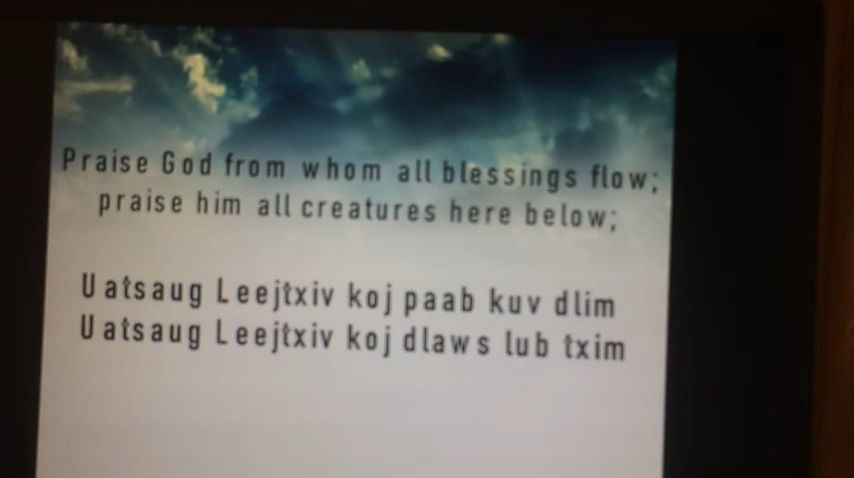 Praise God from whom all blessings flow;
praise him all creatures here below;
Uatsaug Leejtxiv koj paab kuv dlim
Uatsaug Leejtxiv koj dlaws lub txim